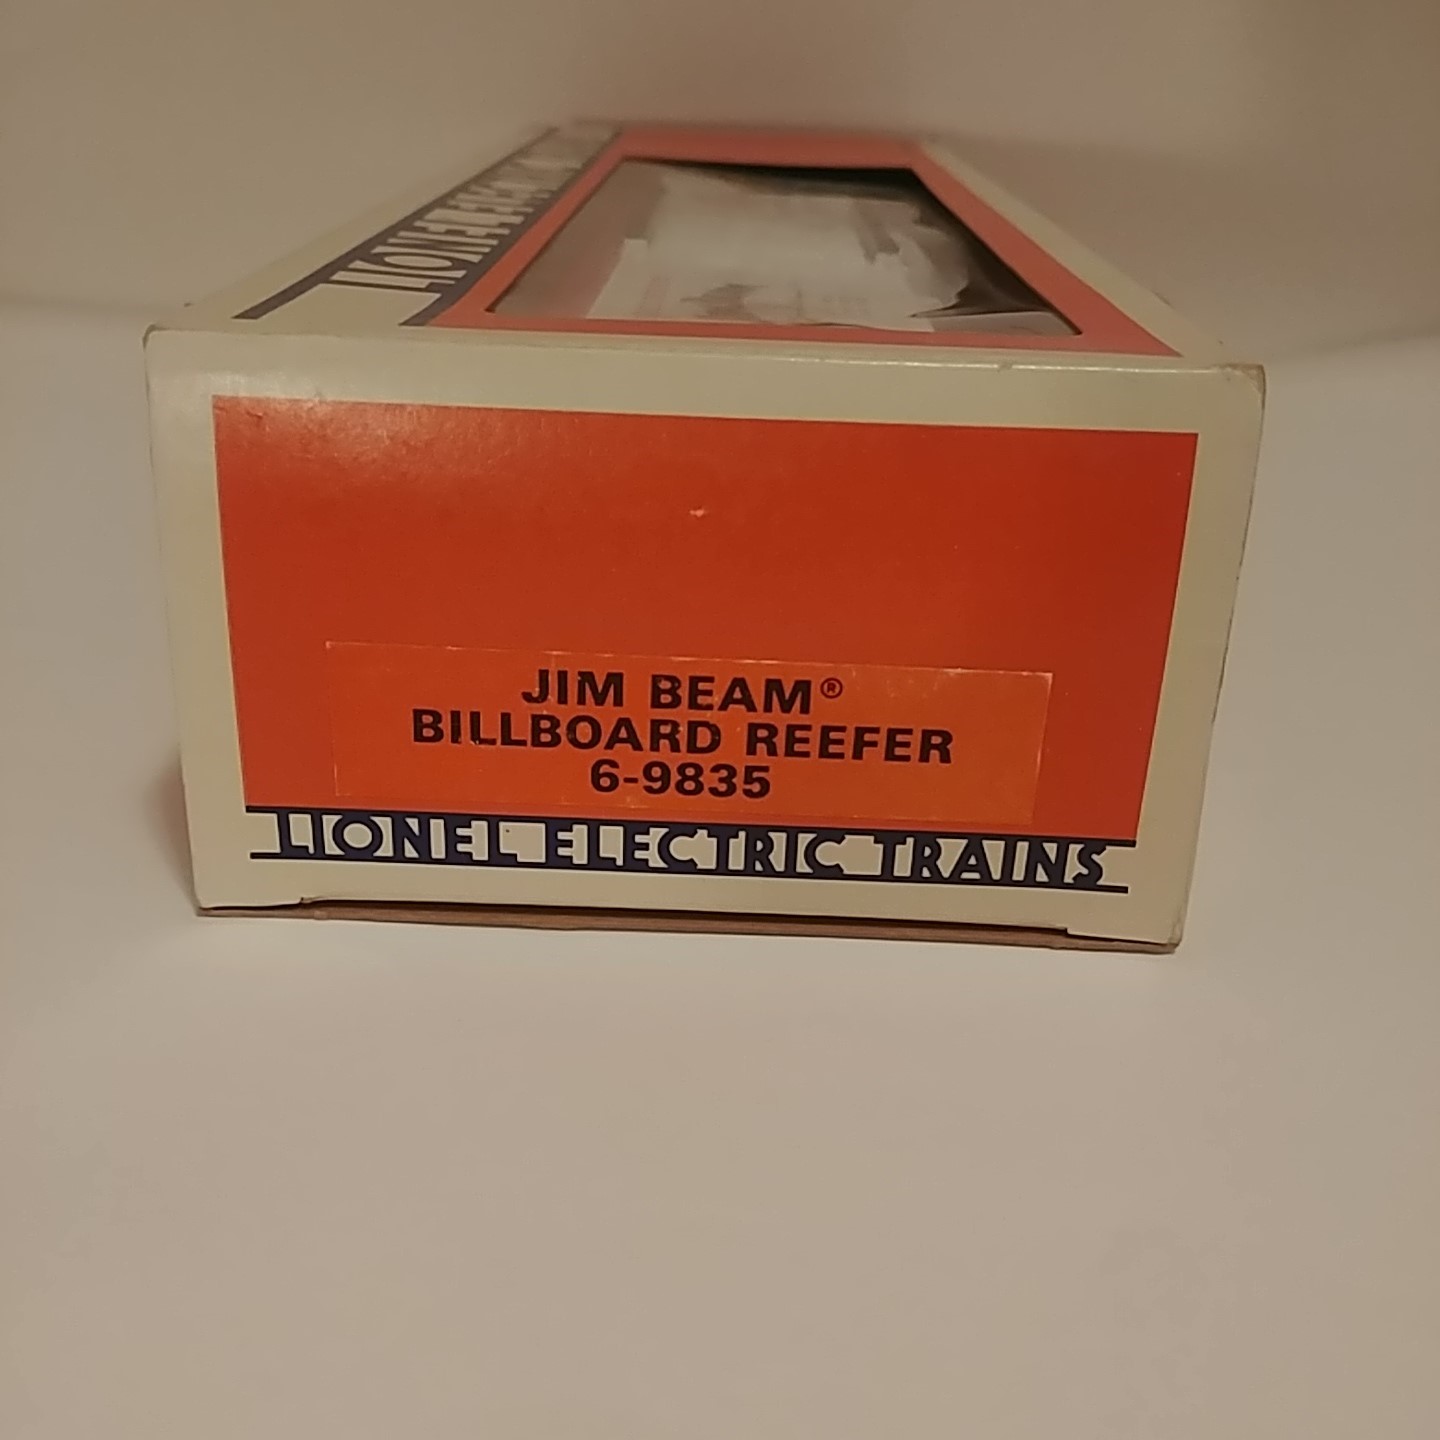 JIM BEAM®
BILLBOARD REEFER
6-9835
LIONEL ELECTRIC TRAINS